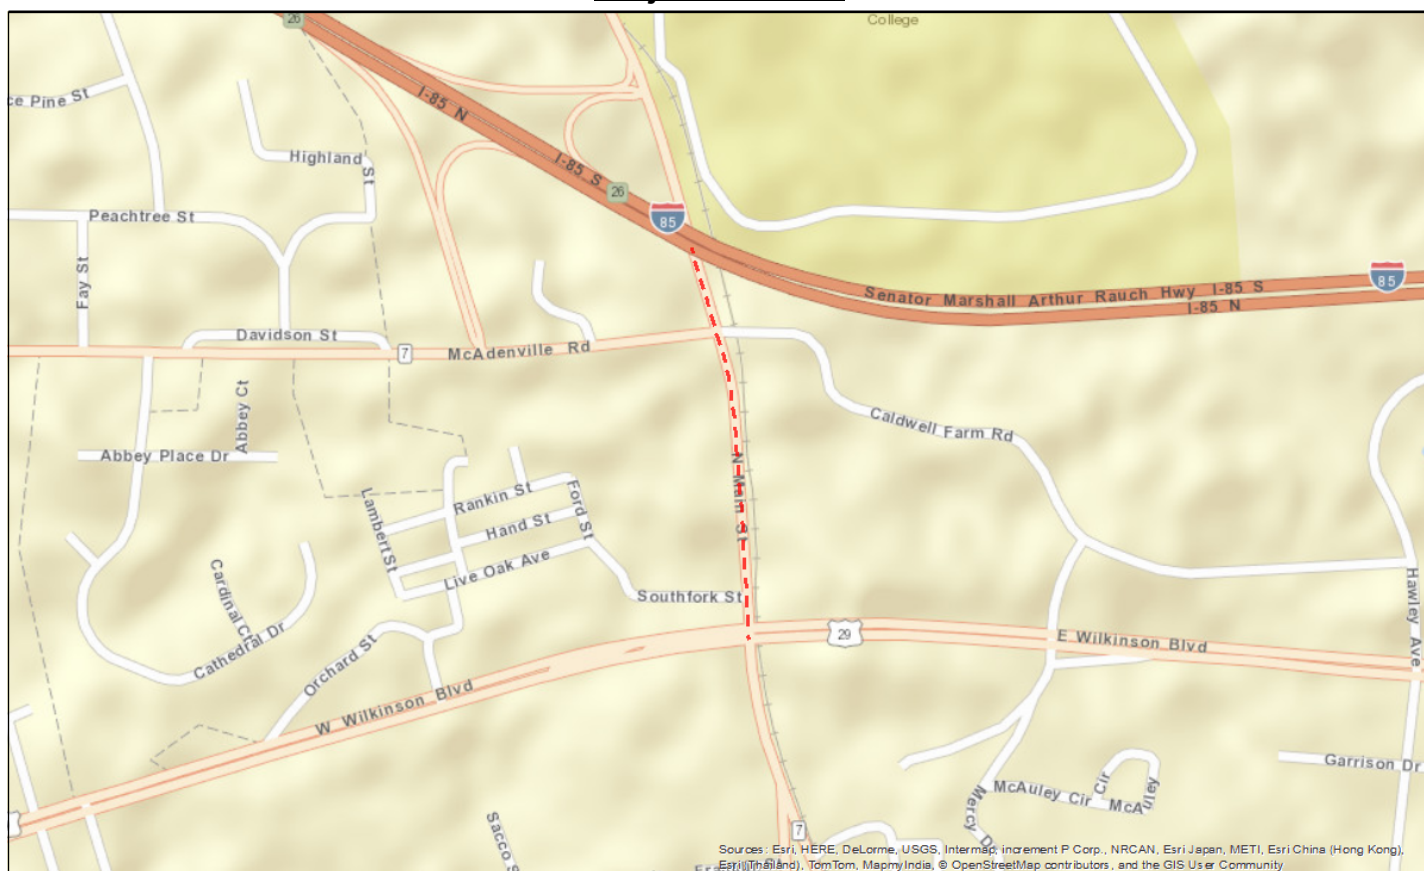 College
26
I-85 N
ce Pine St
Highland St
I-85 S
26
85
Peachtree St
Fay St
85
Senator Marshall Arthur Rauch Hwy I-85 S
I-85 N
Davidson St
7
McAdenville Rd
Abbey Ct
Caldwell Farm Rd
Abbey Place Dr
N Main St
Rankin St
Ford St
Lambert St
Hand St
Live Oak Ave
Cardinal Ct
Southfork St
Hawley Ave
29
E Wilkinson Blvd
Cathedral Dr
Orchard St
W Wilkinson Blvd
Garrison Dr
McAuley Cir
Cir
McAuley
Mercy D
Sacco S
7
Sources: Esri, HERE, DeLorme, USGS, Intermap, increment P Corp., NRCAN, Esri Japan, METI, Esri China (Hong Kong),
Esri (Thailand), TomTom, MapmyIndia, © OpenStreetMap contributors, and the GIS User Community